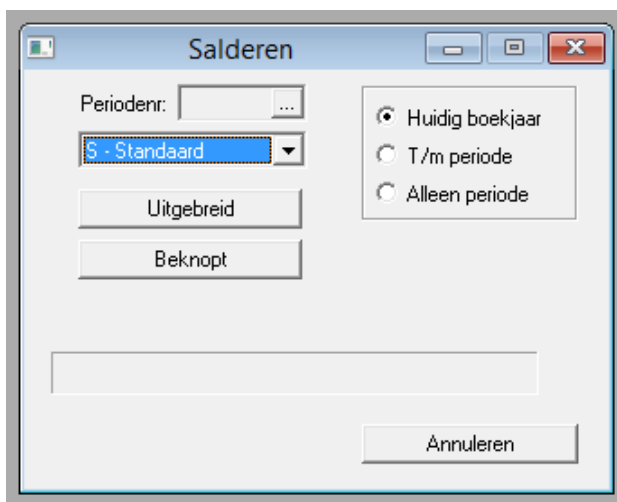 Salderen
Periodenr: ...
S - Standaard
Uitgebreid
Beknopt
Huidig boekjaar
T/m periode
Alleen periode
Annuleren